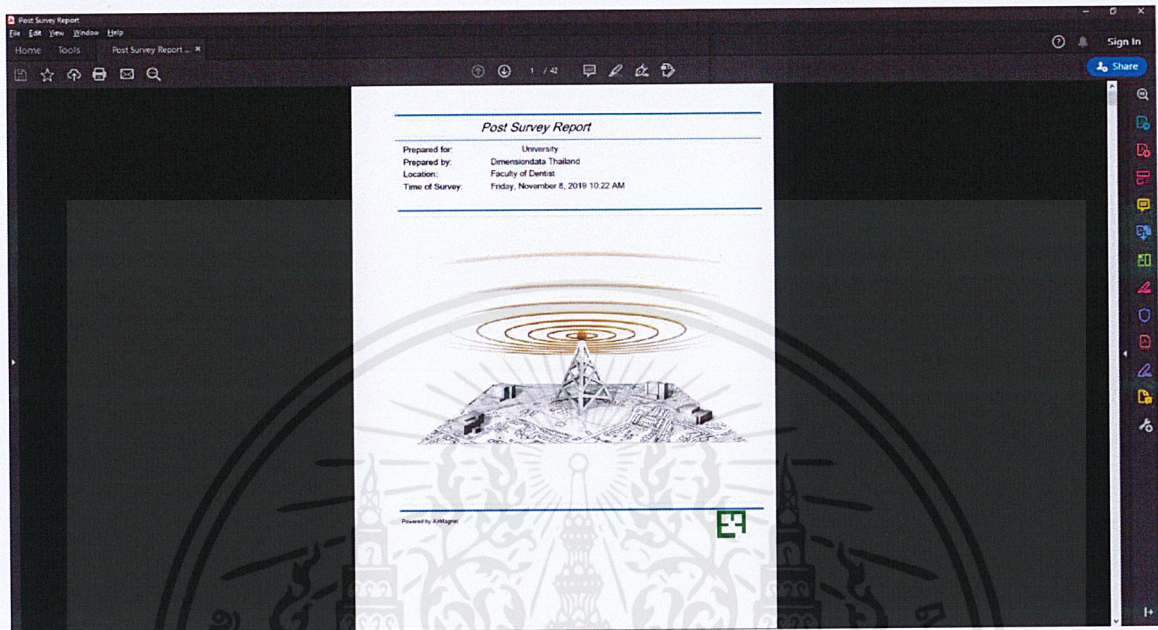 Post Survey Report
File Edit View Window Help
Home Tools Post Survey Report ... ×
Sign In
1 / 42
Share
Post Survey Report
Prepared for: University
Prepared by: Dimensiondata Thailand
Location: Faculty of Dentist
Time of Survey: Friday, November 8, 2019 10:22 AM
Powered by AirMagnet